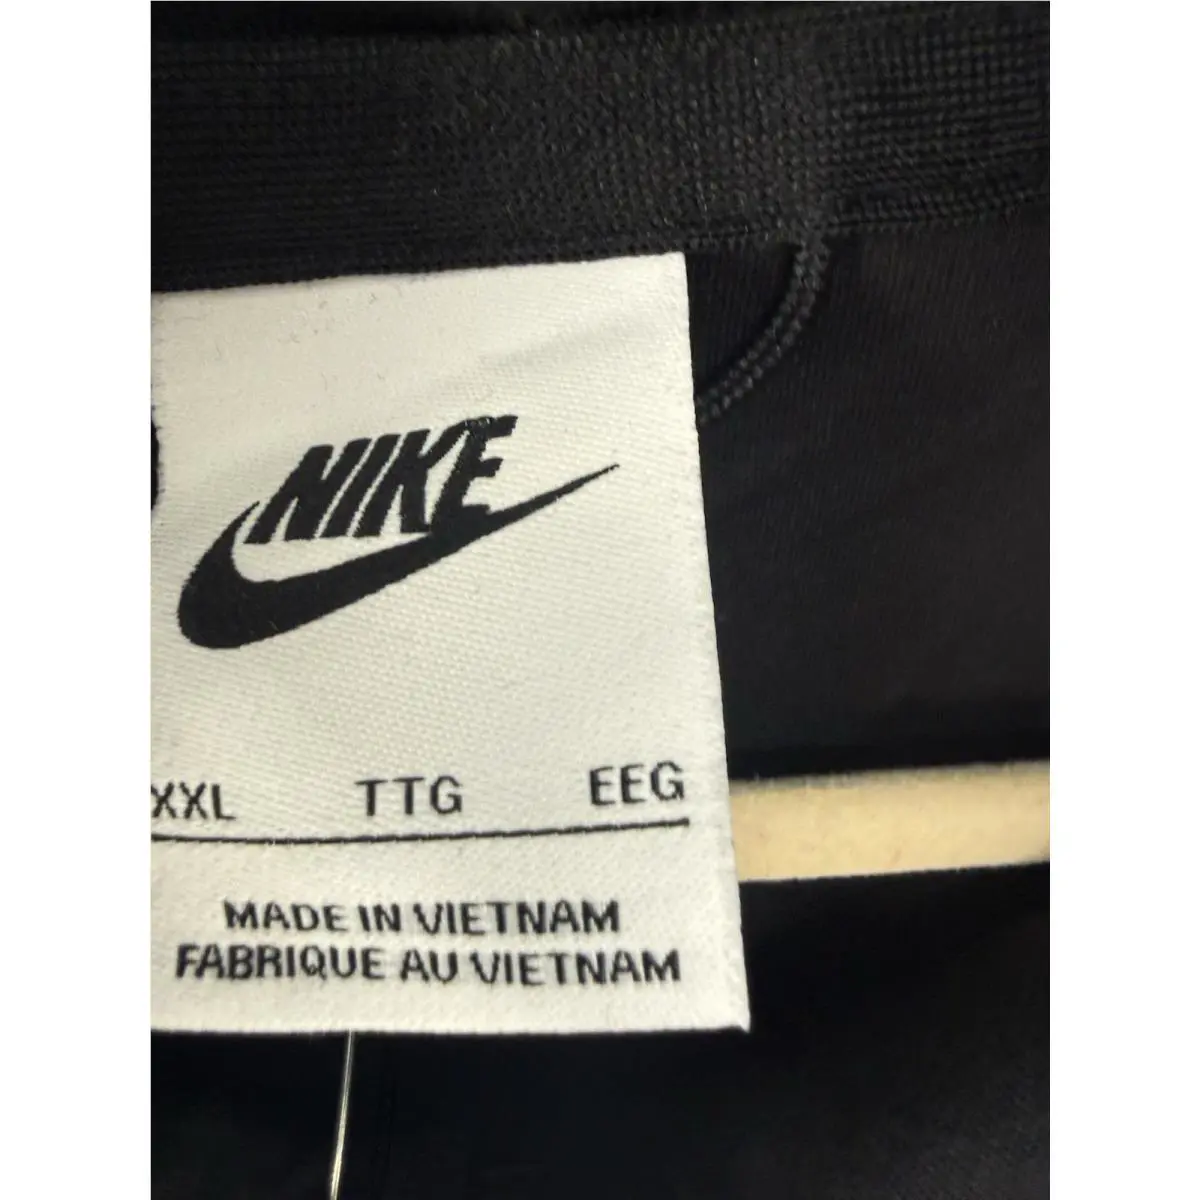 NIKE
XXL TTG EEG
MADE IN VIETNAM
FABRIQUE AU VIETNAM